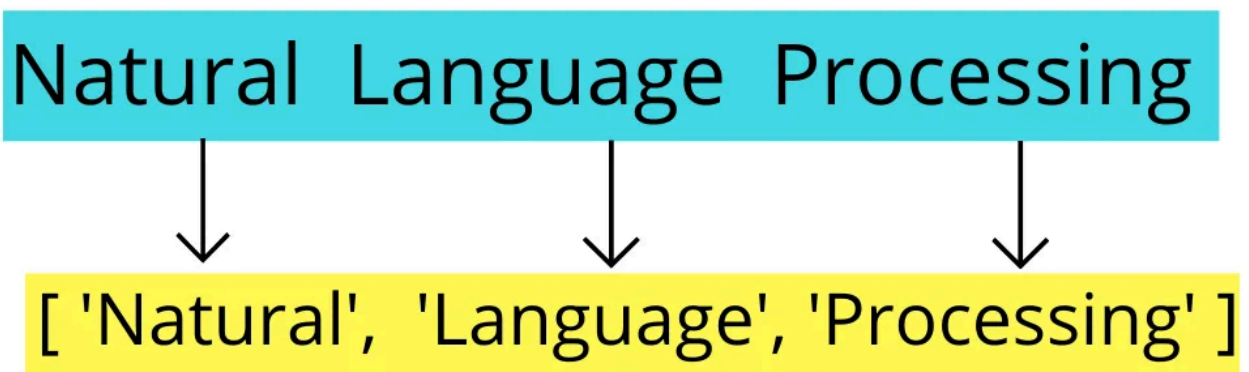 Natural Language Processing
[ 'Natural', 'Language', 'Processing' ]